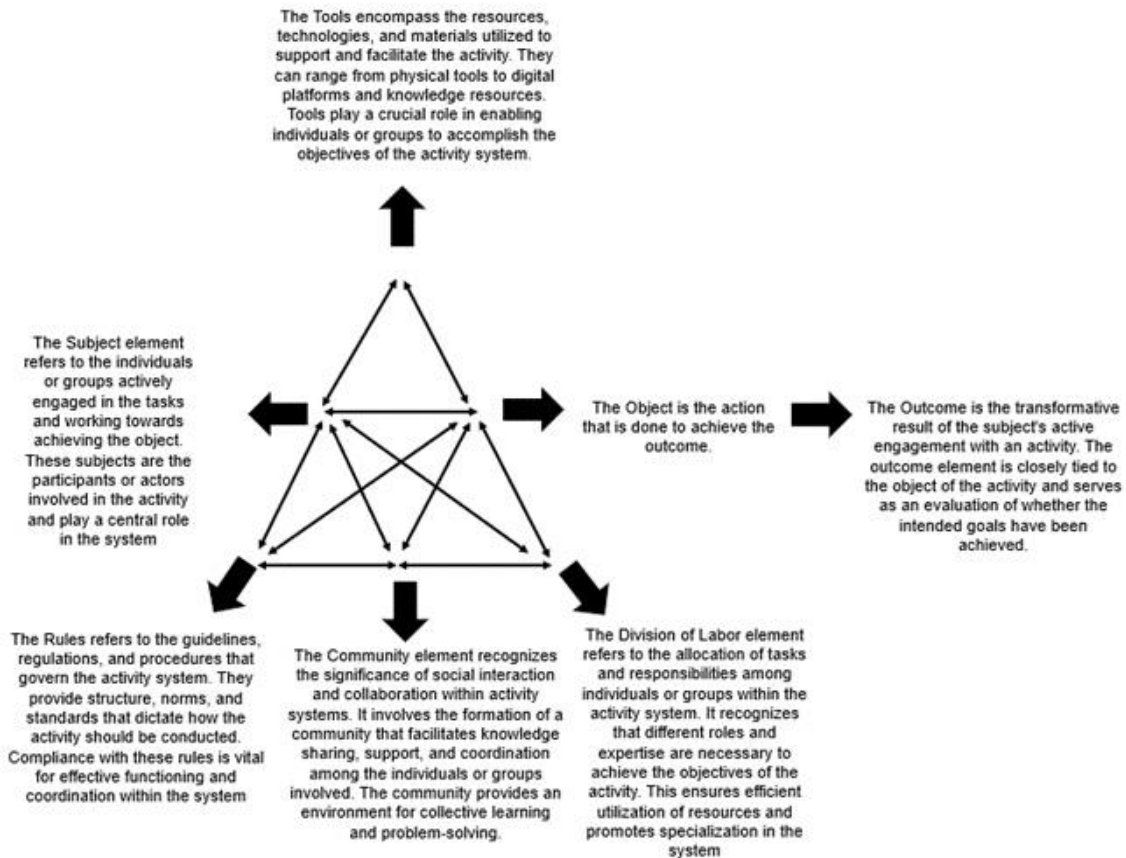 The Tools encompass the resources,
technologies, and materials utilized to
support and facilitate the activity. They
can range from physical tools to digital
platforms and knowledge resources.
Tools play a crucial role in enabling
individuals or groups to accomplish the
objectives of the activity system.
The Subject element
refers to the individuals
or groups actively
engaged in the tasks
and working towards
achieving the object.
These subjects are the
participants or actors
involved in the activity
and play a central role
in the system
The Object is the action
that is done to achieve the
outcome.
The Outcome is the transformative
result of the subject's active
engagement with an activity. The
outcome element is closely tied to
the object of the activity and serves
as an evaluation of whether the
intended goals have been
achieved.
The Rules refers to the guidelines,
regulations, and procedures that
govern the activity system. They
provide structure, norms, and
standards that dictate how the
activity should be conducted.
Compliance with these rules is vital
for effective functioning and
coordination within the system
The Community element recognizes
the significance of social interaction
and collaboration within activity
systems. It involves the formation of a
community that facilitates knowledge
sharing, support, and coordination
among the individuals or groups
involved. The community provides an
environment for collective learning
and problem-solving.
The Division of Labor element
refers to the allocation of tasks
and responsibilities among
individuals or groups within the
activity system. It recognizes
that different roles and
expertise are necessary to
achieve the objectives of the
activity. This ensures efficient
utilization of resources and
promotes specialization in the
system